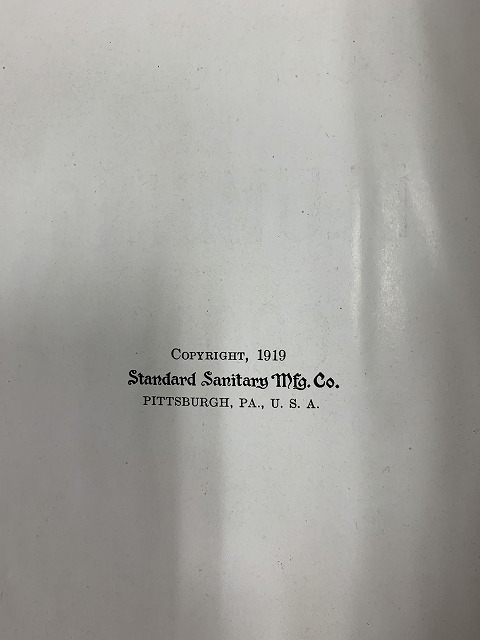 COPYRIGHT, 1919
Standard Sanitary Mfg. Co.
PITTSBURGH, PA., U. S. A.